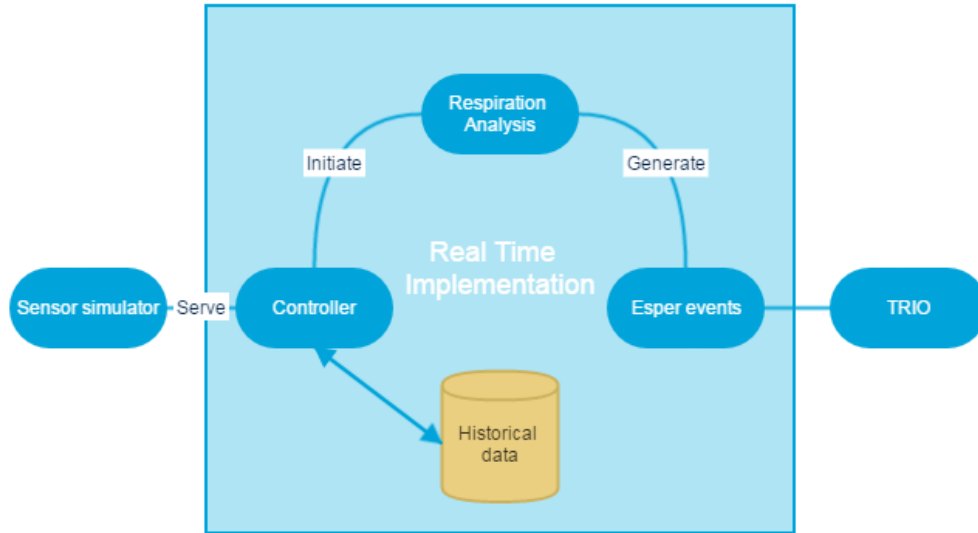 Respiration
Analysis
Initiate
Generate
Real Time
Implementation
Sensor simulator
Serve
Controller
Esper events
TRIO
Historical
data